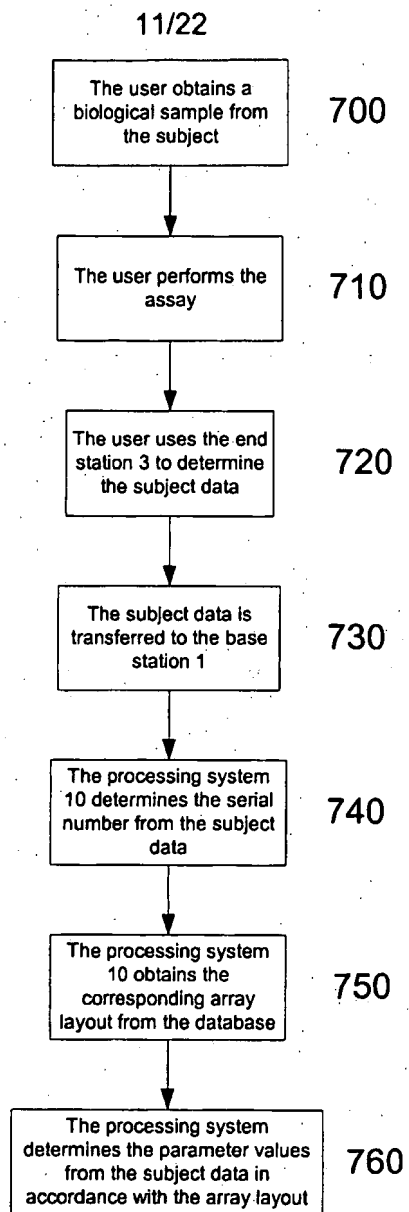 11/22
The user obtains a
biological sample from
the subject
700
The user performs the
assay
710
The user uses the end
station 3 to determine
the subject data
720
The subject data is
transferred to the base
station 1
730
The processing system
10 determines the serial
number from the subject
data
740
The processing system
10 obtains the
corresponding array
layout from the database
750
The processing system
determines the parameter values
from the subject data in
accordance with the array layout
760